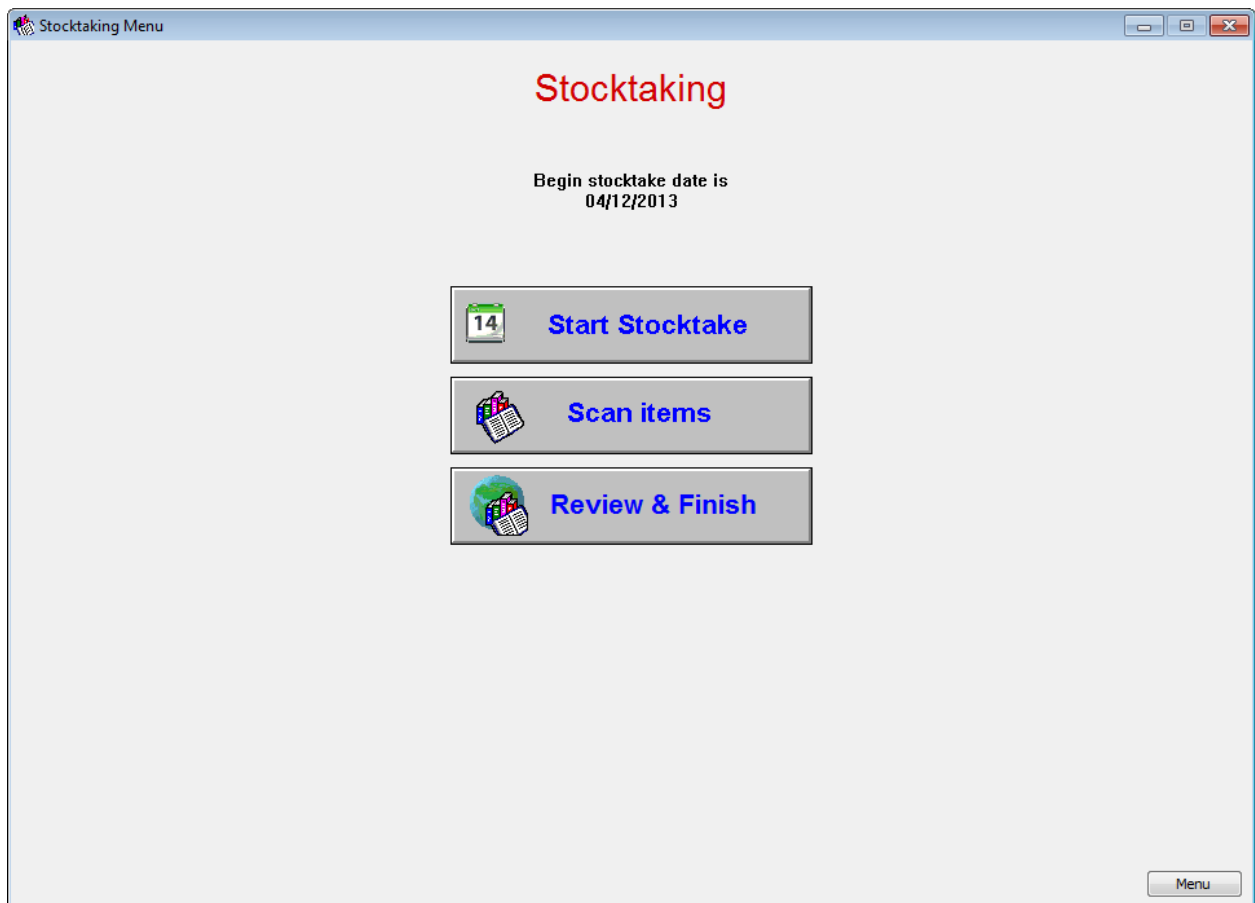 Stocktaking Menu
Stocktaking
Begin stocktake date is
04/12/2013
14
Start Stocktake
Scan items
Review & Finish
Menu